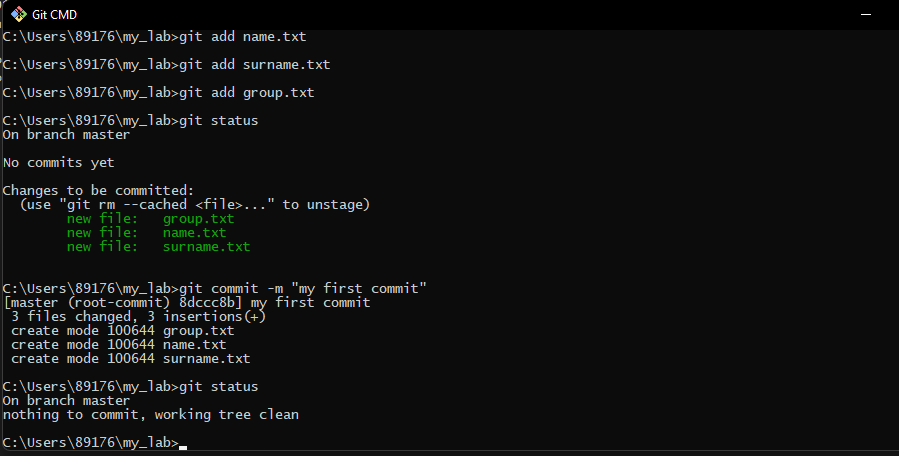 Git CMD
C:\Users\89176\my_lab>git add name.txt
C:\Users\89176\my_lab>git add surname.txt
C:\Users\89176\my_lab>git add group.txt
C:\Users\89176\my_lab>git status
On branch master
No commits yet
Changes to be committed:
  (use "git rm --cached <file>..." to unstage)
        new file:   group.txt
        new file:   name.txt
        new file:   surname.txt
C:\Users\89176\my_lab>git commit -m "my first commit"
[master (root-commit) 8dccc8b] my first commit
 3 files changed, 3 insertions(+)
 create mode 100644 group.txt
 create mode 100644 name.txt
 create mode 100644 surname.txt
C:\Users\89176\my_lab>git status
On branch master
nothing to commit, working tree clean
C:\Users\89176\my_lab>